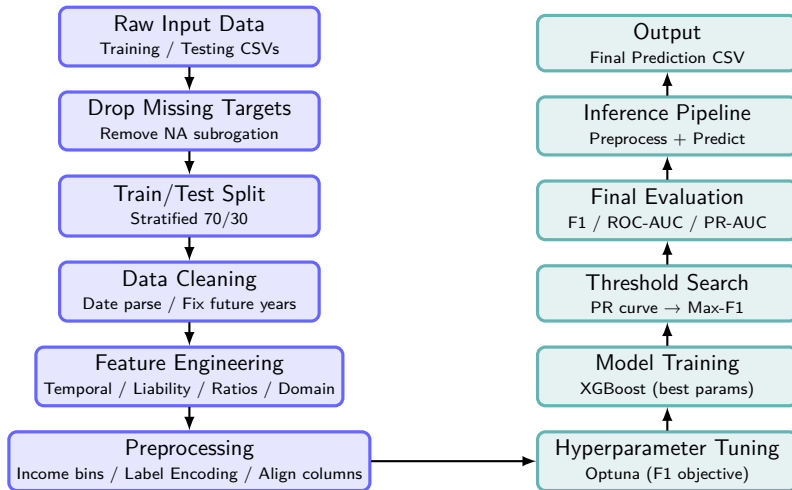 Raw Input Data
Training / Testing CSVs
Drop Missing Targets
Remove NA subrogation
Train/Test Split
Stratified 70/30
Data Cleaning
Date parse / Fix future years
Feature Engineering
Temporal / Liability / Ratios / Domain
Preprocessing
Income bins / Label Encoding / Align columns
Output
Final Prediction CSV
Inference Pipeline
Preprocess + Predict
Final Evaluation
F1 / ROC-AUC / PR-AUC
Threshold Search
PR curve → Max-F1
Model Training
XGBoost (best params)
Hyperparameter Tuning
Optuna (F1 objective)